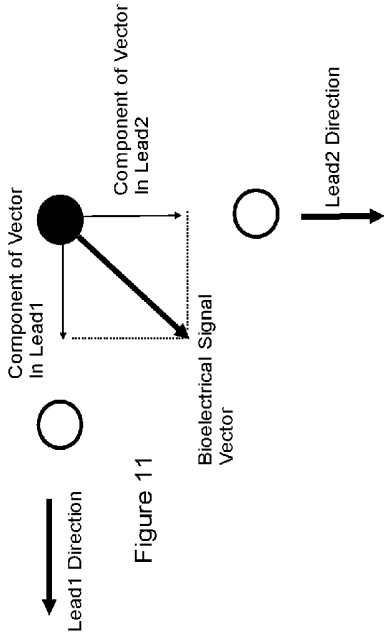 Component of Vector
In Lead1
Component of Vector
In Lead2
Lead1 Direction
Bioelectrical Signal
Vector
Lead2 Direction
Figure 11